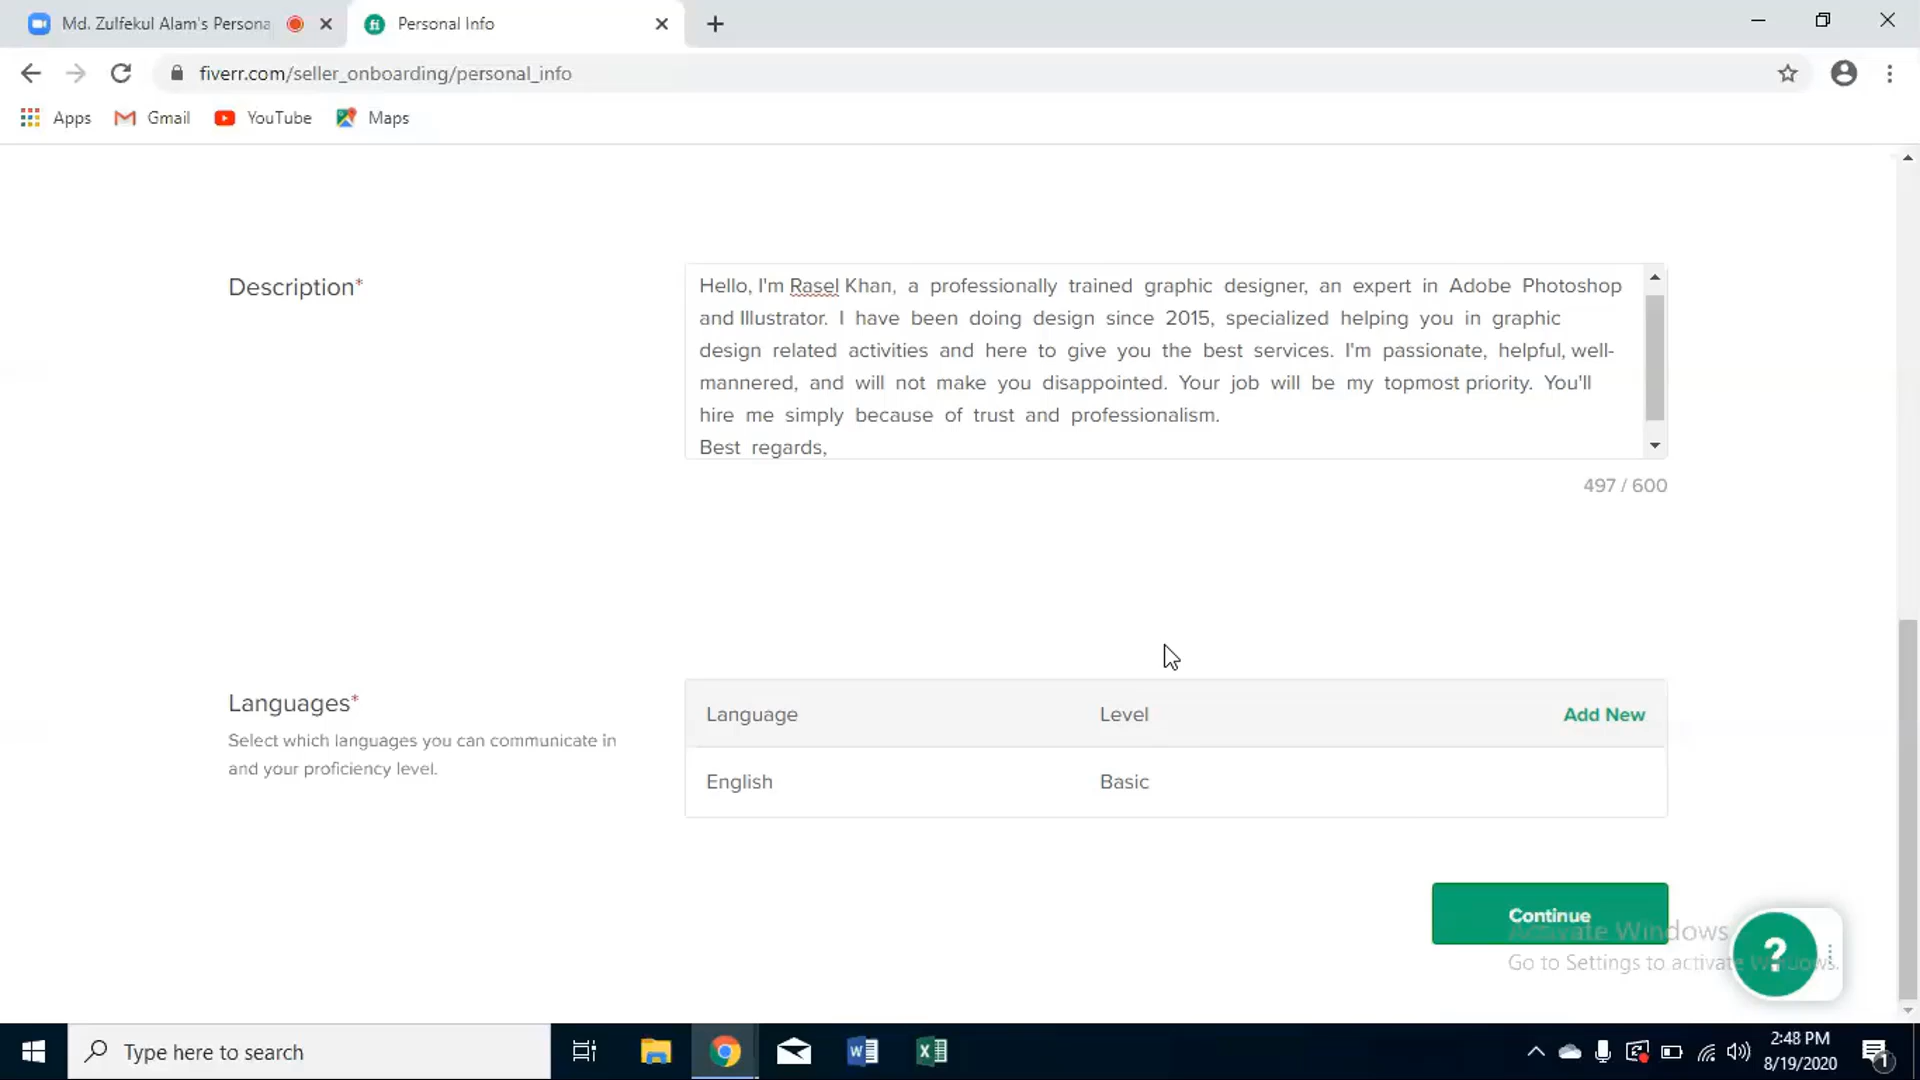 Md. Zulfekul Alam's Persona
Personal Info
fiverr.com/seller_onboarding/personal_info
Apps
Gmail
YouTube
Maps
Description*
Hello, I'm Rasel Khan, a professionally trained graphic designer, an expert in Adobe Photoshop
and Illustrator. I have been doing design since 2015, specialized helping you in graphic
design related activities and here to give you the best services. I'm passionate, helpful, well-
mannered, and will not make you disappointed. Your job will be my topmost priority. You'll
hire me simply because of trust and professionalism.
Best regards,
497 / 600
Languages*
Select which languages you can communicate in
and your proficiency level.
Language Level Add New
English Basic
Continue
Activate Windows
Go to Settings to activate Windows.
?
Type here to search
2:48 PM
8/19/2020
1